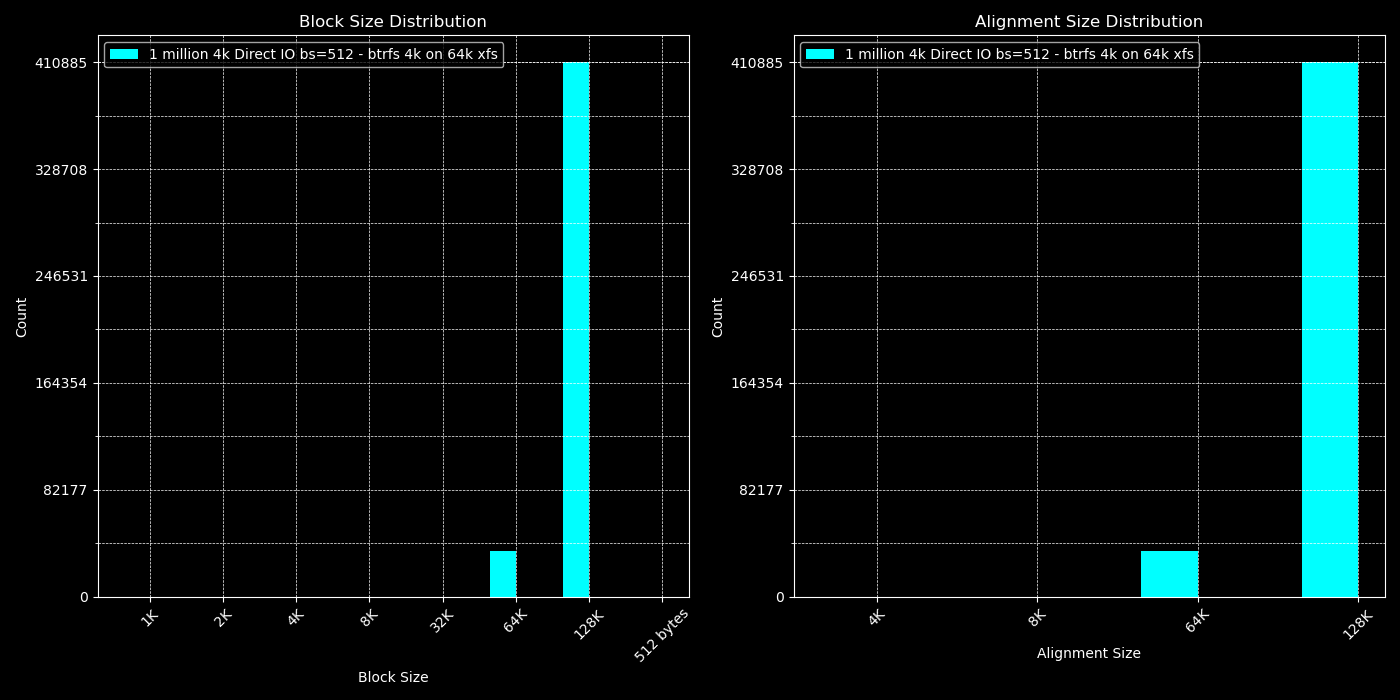 Block Size Distribution
1 million 4k Direct IO bs=512 - btrfs 4k on 64k xfs
410885
328708
246531
164354
82177
0
Count
1K
2K
4K
8K
32K
64K
128K
512 bytes
Block Size
Alignment Size Distribution
1 million 4k Direct IO bs=512 - btrfs 4k on 64k xfs
410885
328708
246531
164354
82177
0
Count
4K
8K
64K
128K
Alignment Size